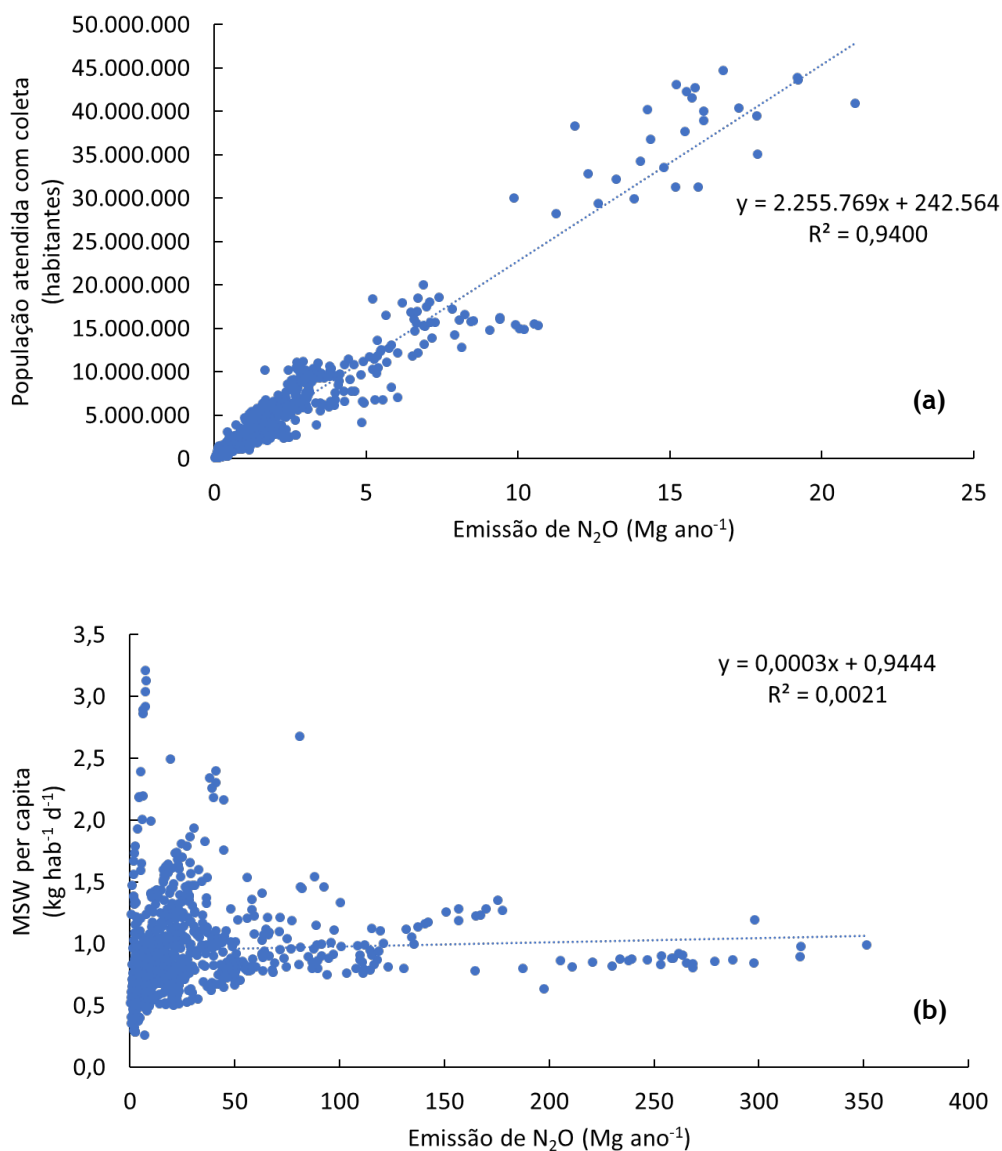 50.000.000
45.000.000
40.000.000
35.000.000
30.000.000
25.000.000
20.000.000
15.000.000
10.000.000
5.000.000
0
População atendida com coleta
(habitantes)
y = 2.255.769x + 242.564
R² = 0,9400
(a)
0 5 10 15 20 25
Emissão de N₂O (Mg ano⁻¹)
3,5
3,0
2,5
2,0
1,5
1,0
0,5
0,0
MSW per capita
(kg hab⁻¹ d⁻¹)
y = 0,0003x + 0,9444
R² = 0,0021
(b)
0 50 100 150 200 250 300 350 400
Emissão de N₂O (Mg ano⁻¹)